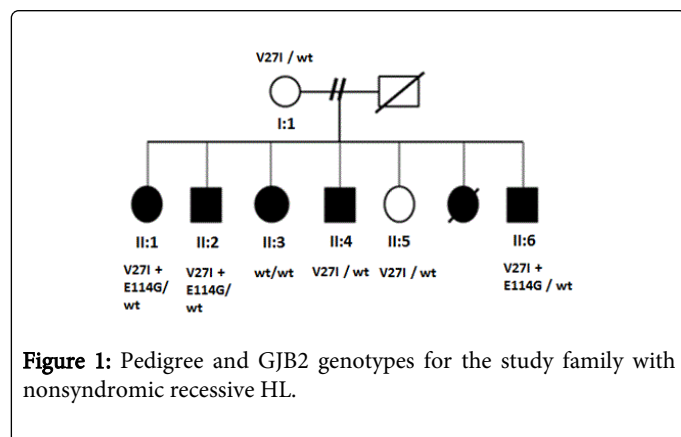 V27I / wt
I:1
II:1
II:2
II:3
II:4
II:5
II:6
V27I +
E114G/
wt
V27I +
E114G/
wt
wt/wt
V27I / wt
V27I / wt
V27I +
E114G / wt
Figure 1: Pedigree and GJB2 genotypes for the study family with
nonsyndromic recessive HL.